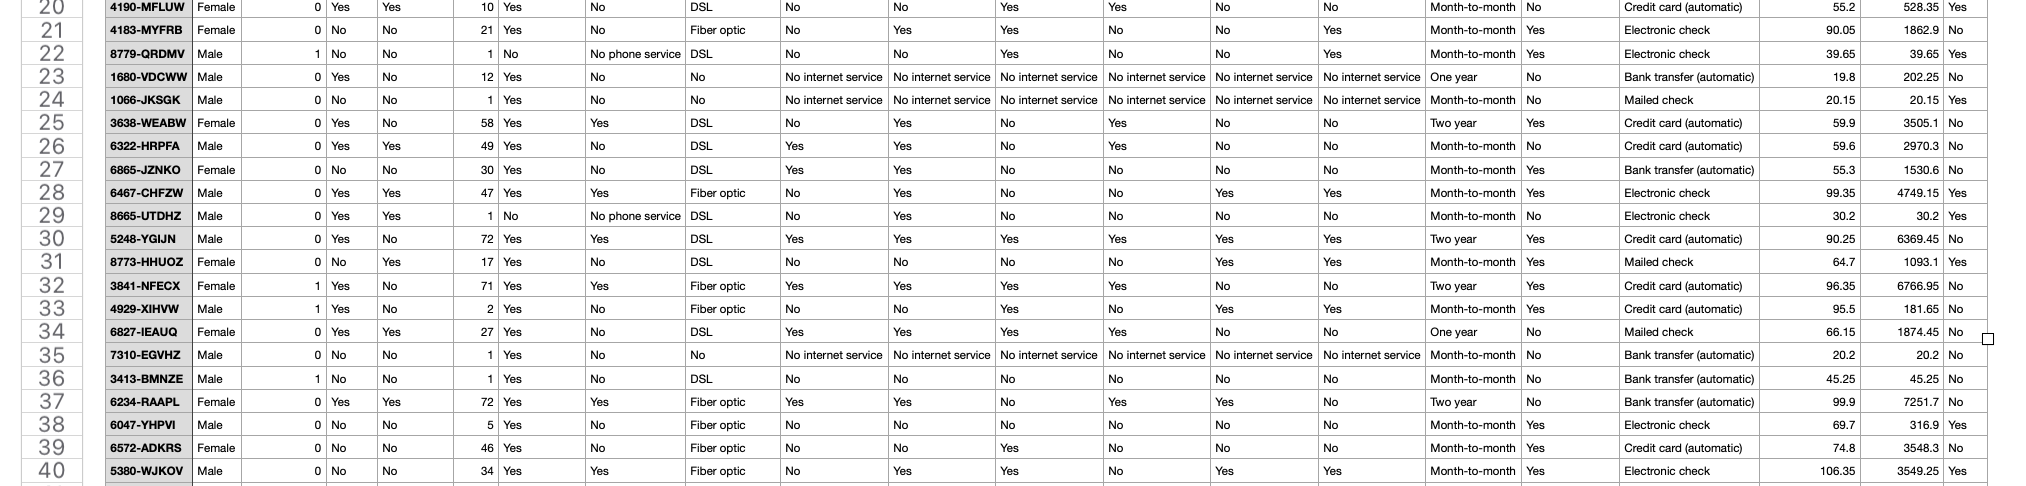 20 4190-MFLUW Female 0 Yes Yes 10 Yes No DSL No No Yes Yes No No Month-to-month No Credit card (automatic) 55.2 528.35 Yes
21 4183-MYFRB Female 0 No No 21 Yes No Fiber optic No Yes Yes No No Yes Month-to-month Yes Electronic check 90.05 1862.9 No
22 8779-QRDMV Male 1 No No 1 No No phone service DSL No No Yes No No Yes Month-to-month Yes Electronic check 39.65 39.65 Yes
23 1680-VDCWW Male 0 Yes No 12 Yes No No No internet service No internet service No internet service No internet service No internet service No internet service One year No Bank transfer (automatic) 19.8 202.25 No
24 1066-JKSGK Male 0 No No 1 Yes No No No internet service No internet service No internet service No internet service No internet service No internet service Month-to-month No Mailed check 20.15 20.15 Yes
25 3638-WEABW Female 0 Yes No 58 Yes Yes DSL No Yes No Yes No No Two year Yes Credit card (automatic) 59.9 3505.1 No
26 6322-HRPFA Male 0 Yes Yes 49 Yes No DSL Yes Yes No Yes No No Month-to-month No Credit card (automatic) 59.6 2970.3 No
27 6865-JZNKO Female 0 No No 30 Yes No DSL Yes Yes No No No No Month-to-month Yes Bank transfer (automatic) 55.3 1530.6 No
28 6467-CHFZW Male 0 Yes Yes 47 Yes Yes Fiber optic No Yes No No Yes Yes Month-to-month Yes Electronic check 99.35 4749.15 Yes
29 8665-UTDHZ Male 0 Yes Yes 1 No No phone service DSL No Yes No No No No Month-to-month No Electronic check 30.2 30.2 Yes
30 5248-YGIJN Male 0 Yes No 72 Yes Yes DSL Yes Yes Yes Yes Yes Yes Two year Yes Credit card (automatic) 90.25 6369.45 No
31 8773-HHUOZ Female 0 No Yes 17 Yes No DSL No No No No Yes Yes Month-to-month Yes Mailed check 64.7 1093.1 Yes
32 3841-NFECX Female 1 Yes No 71 Yes Yes Fiber optic Yes Yes Yes Yes No No Two year Yes Credit card (automatic) 96.35 6766.95 No
33 4929-XIHVW Male 1 Yes No 2 Yes No Fiber optic No No Yes No Yes Yes Month-to-month Yes Credit card (automatic) 95.5 181.65 No
34 6827-IEAUQ Female 0 Yes Yes 27 Yes No DSL Yes Yes Yes Yes No No One year No Mailed check 66.15 1874.45 No
35 7310-EGVHZ Male 0 No No 1 Yes No No No internet service No internet service No internet service No internet service No internet service No internet service Month-to-month No Bank transfer (automatic) 20.2 20.2 No
36 3413-BMNZE Male 1 No No 1 Yes No DSL No No No No No No Month-to-month No Bank transfer (automatic) 45.25 45.25 No
37 6234-RAAPL Female 0 Yes Yes 72 Yes Yes Fiber optic Yes Yes No Yes Yes No Two year No Bank transfer (automatic) 99.9 7251.7 No
38 6047-YHPVI Male 0 No No 5 Yes No Fiber optic No No No No No No Month-to-month Yes Electronic check 69.7 316.9 Yes
39 6572-ADKRS Female 0 No No 46 Yes No Fiber optic No No Yes No No No Month-to-month Yes Credit card (automatic) 74.8 3548.3 No
40 5380-WJKOV Male 0 No No 34 Yes Yes Fiber optic No Yes Yes No Yes Yes Month-to-month Yes Electronic check 106.35 3549.25 Yes